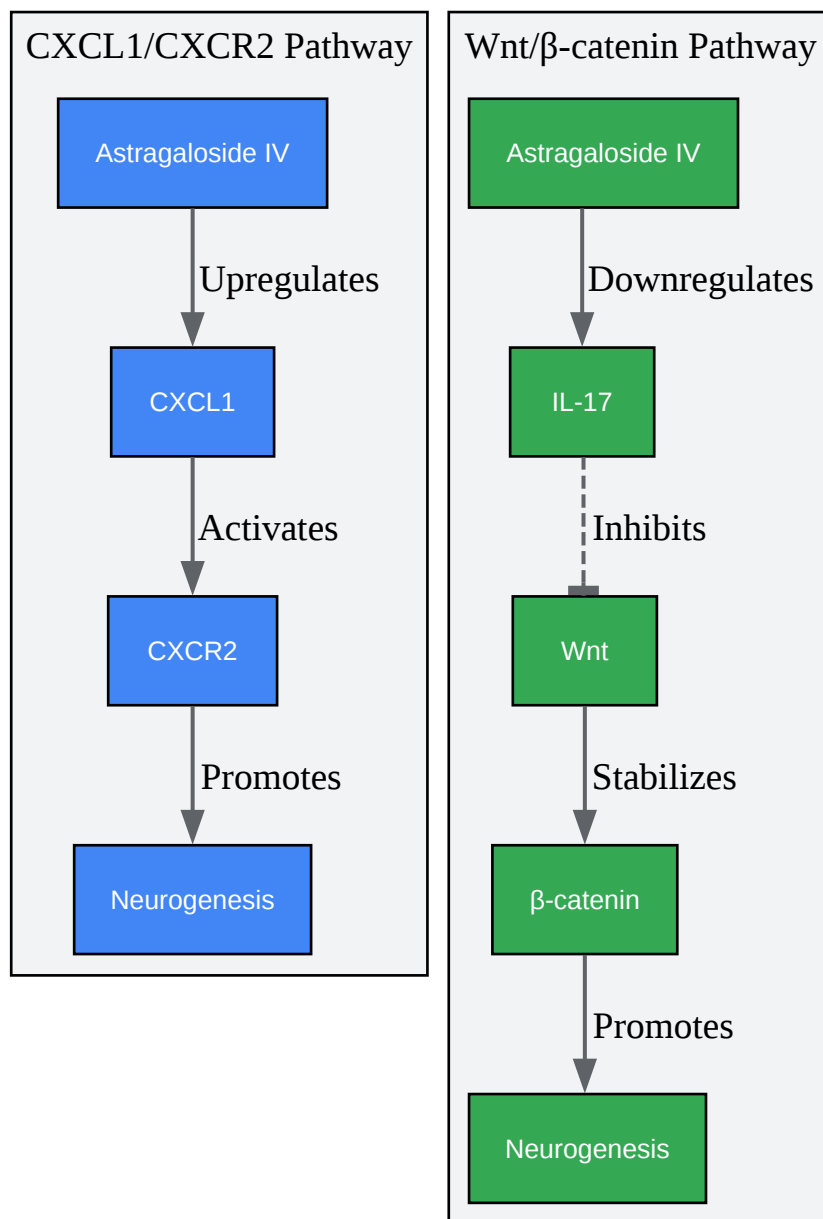 CXCL1/CXCR2 Pathway
Astragaloside IV
Upregulates
CXCL1
Activates
CXCR2
Promotes
Neurogenesis
Wnt/β-catenin Pathway
Astragaloside IV
Downregulates
IL-17
Inhibits
Wnt
Stabilizes
β-catenin
Promotes
Neurogenesis